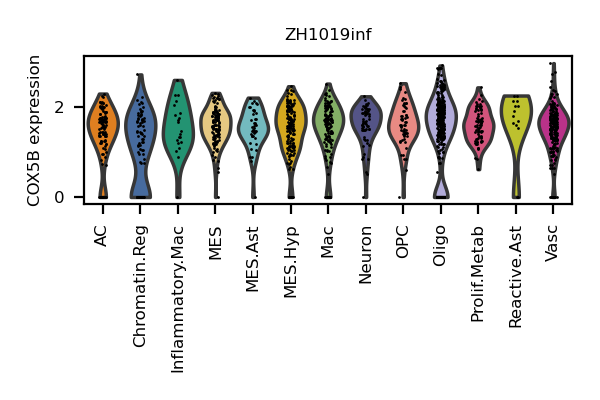 ZH1019inf
COX5B expression
2
0
AC
Chromatin.Reg
Inflammatory.Mac
MES
MES.Ast
MES.Hyp
Mac
Neuron
OPC
Oligo
Prolif.Metab
Reactive.Ast
Vasc